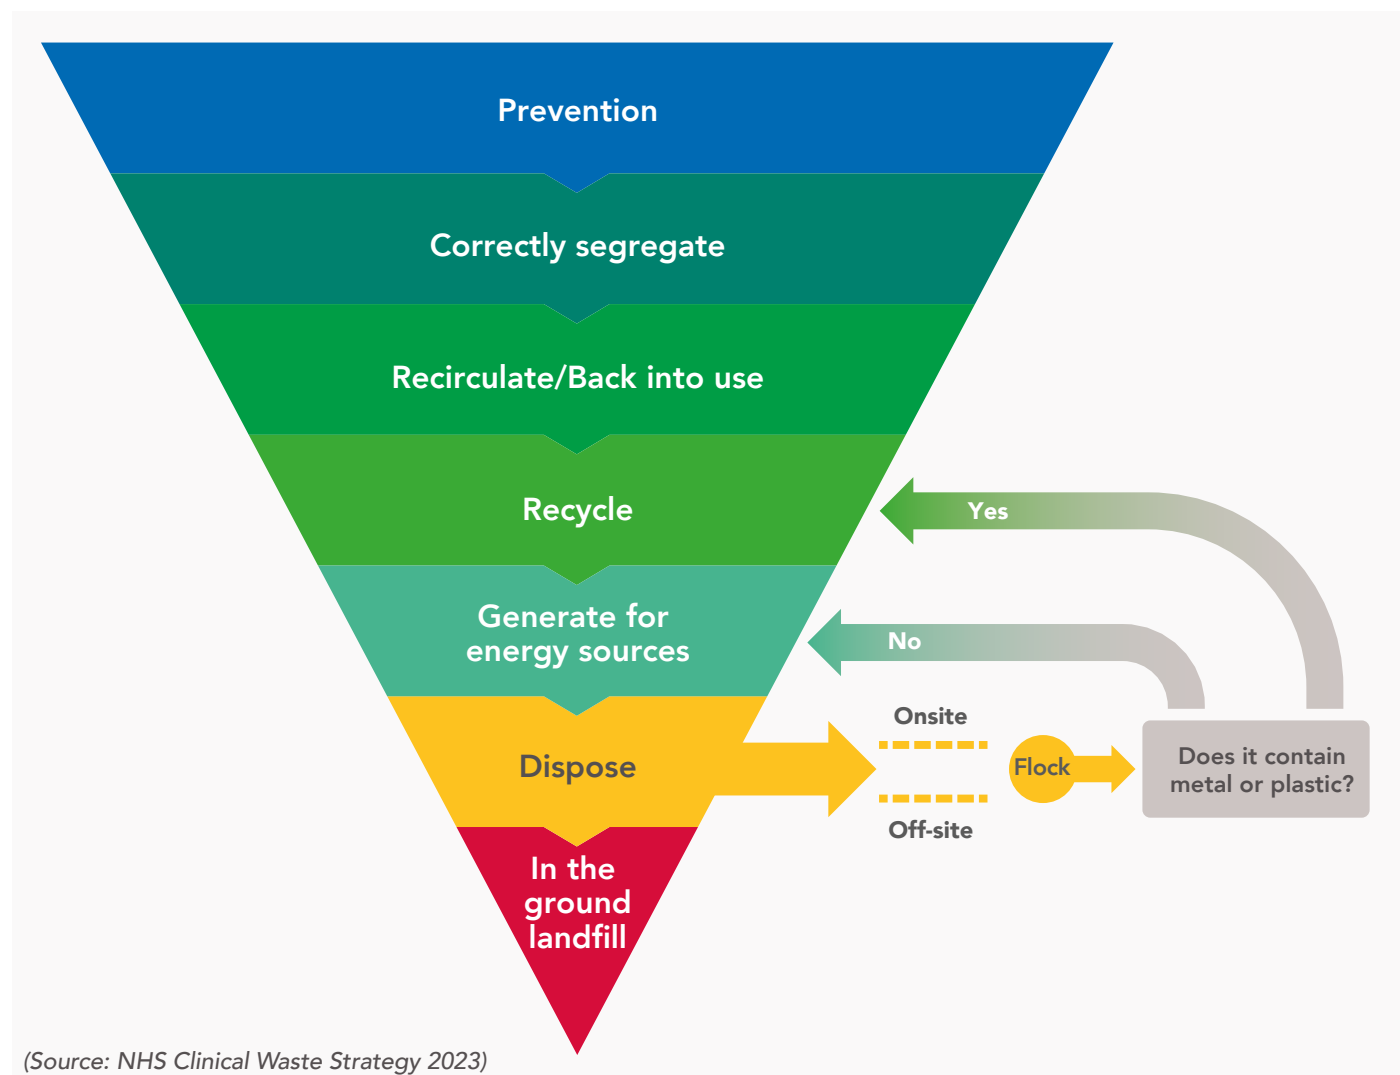 Prevention
Correctly segregate
Recirculate/Back into use
Recycle
Yes
Generate for
energy sources
No
Onsite
Dispose
Flock
Does it contain
metal or plastic?
Off-site
In the
ground
landfill
(Source: NHS Clinical Waste Strategy 2023)